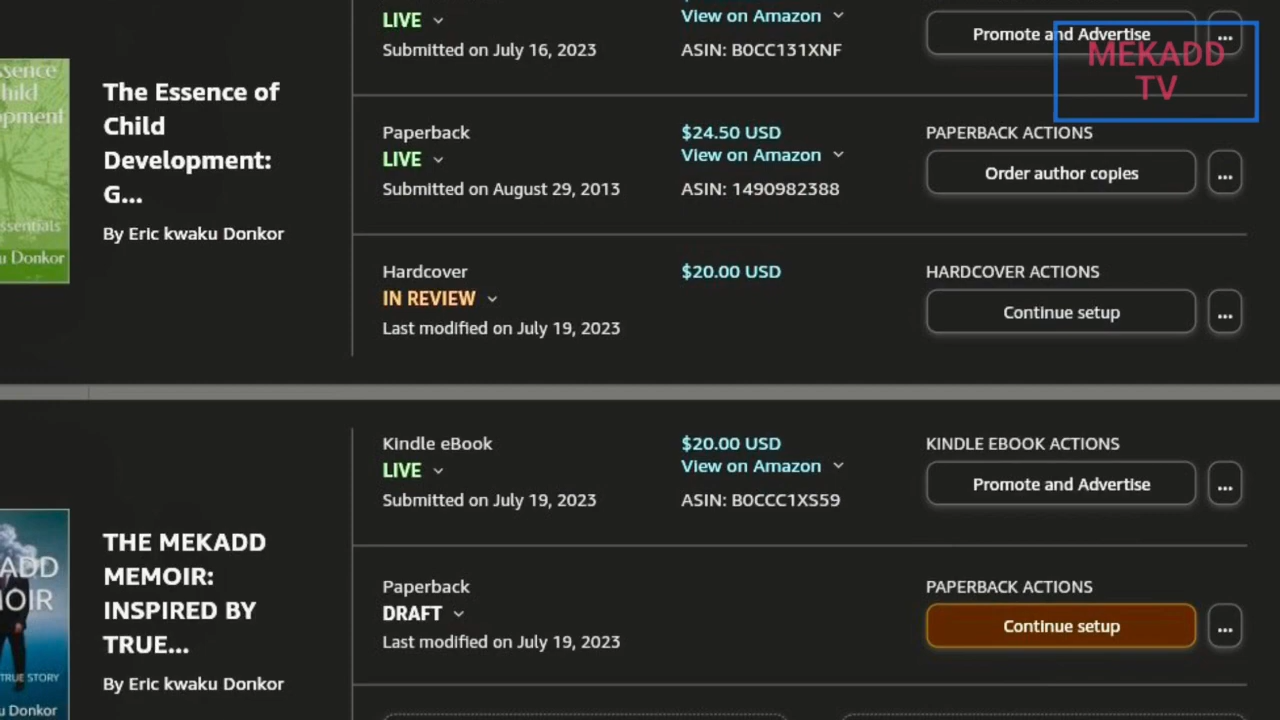 LIVE
View on Amazon
Submitted on July 16, 2023
ASIN: B0CC131XNF
Promote and Advertise
...
MEKADD
TV
The Essence of
Child
Development:
G...
By Eric kwaku Donkor
Paperback
LIVE
Submitted on August 29, 2013
$24.50 USD
View on Amazon
ASIN: 1490982388
PAPERBACK ACTIONS
Order author copies
...
Hardcover
IN REVIEW
Last modified on July 19, 2023
$20.00 USD
HARDCOVER ACTIONS
Continue setup
...
THE MEKADD
MEMOIR:
INSPIRED BY
TRUE...
By Eric kwaku Donkor
TRUE STORY
Donkor
Kindle eBook
LIVE
Submitted on July 19, 2023
$20.00 USD
View on Amazon
ASIN: B0CCC1XS59
KINDLE EBOOK ACTIONS
Promote and Advertise
...
Paperback
DRAFT
Last modified on July 19, 2023
PAPERBACK ACTIONS
Continue setup
...